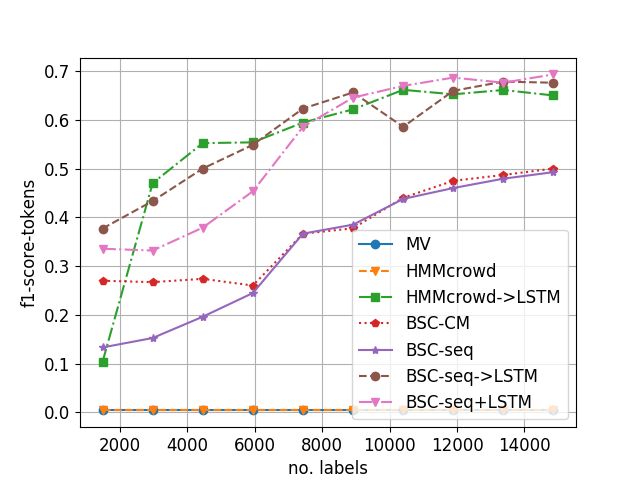 0.7
0.6
0.5
0.4
0.3
0.2
0.1
0.0
f1-score-tokens
MV
HMMcrowd
HMMcrowd->LSTM
BSC-CM
BSC-seq
BSC-seq->LSTM
BSC-seq+LSTM
2000 4000 6000 8000 10000 12000 14000
no. labels